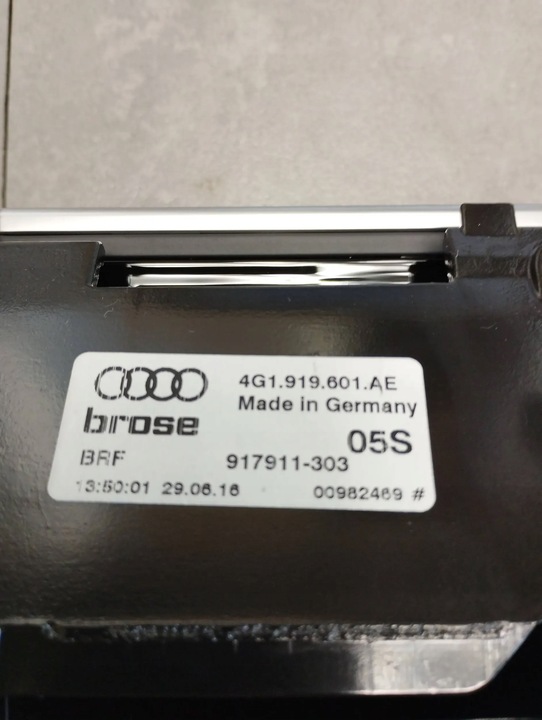 4G1.919.601.AE
Made in Germany
brose
05S
BRF 917911-303
13:50:01 29.06.16 00982469 #